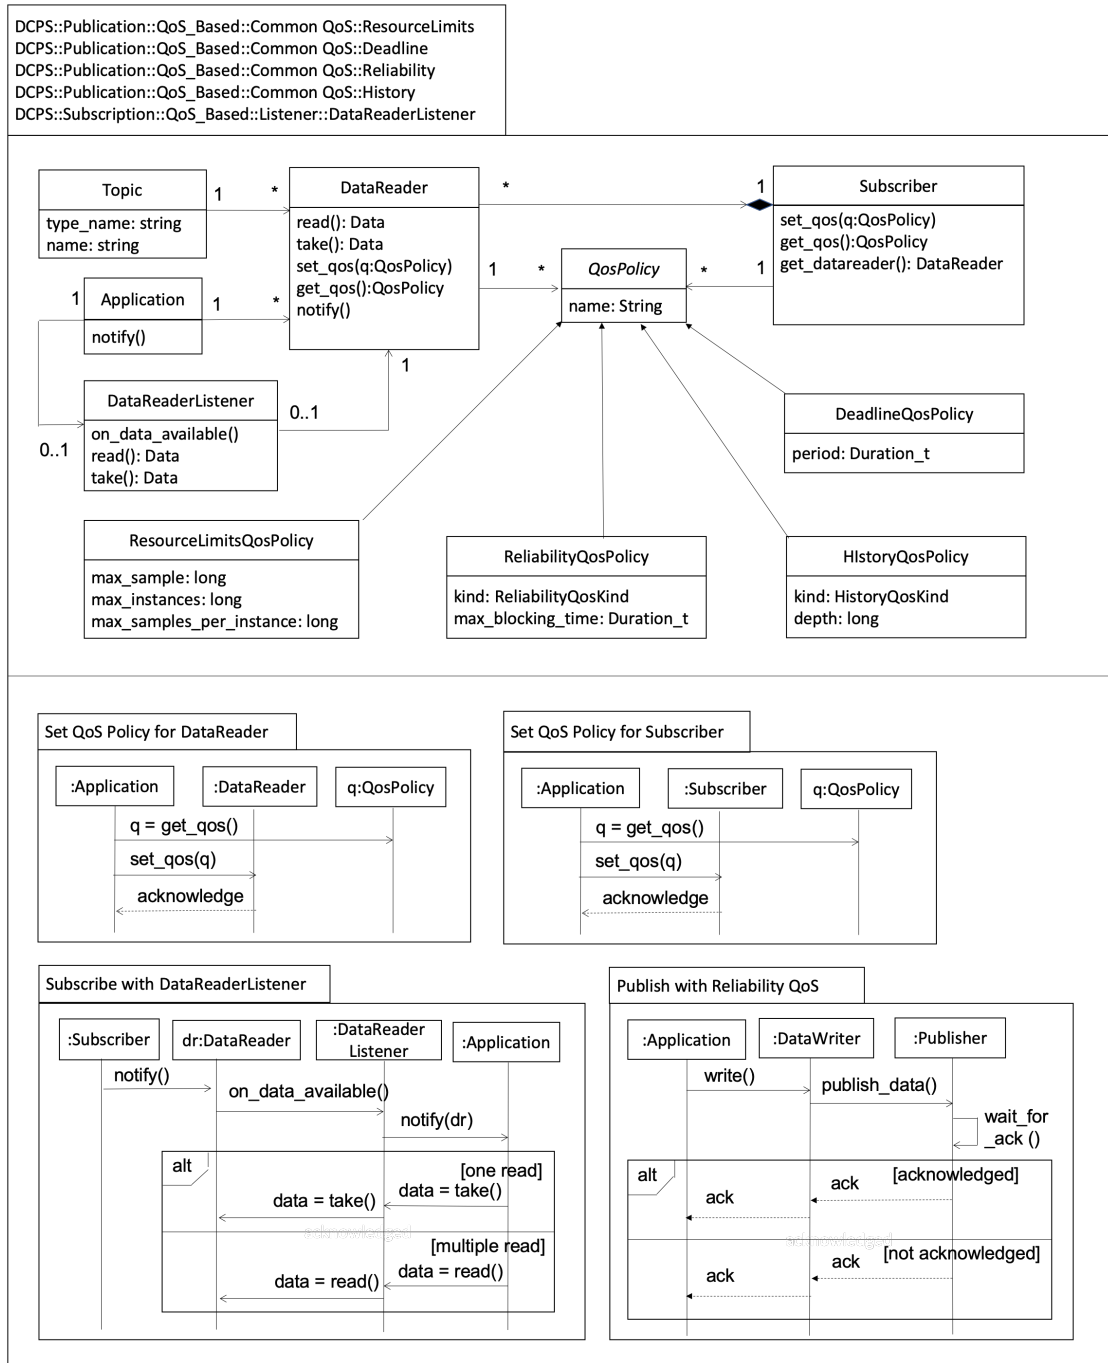 DCPS::Publication::QoS_Based::Common QoS::ResourceLimits
DCPS::Publication::QoS_Based::Common QoS::Deadline
DCPS::Publication::QoS_Based::Common QoS::Reliability
DCPS::Publication::QoS_Based::Common QoS::History
DCPS::Subscription::QoS_Based::Listener::DataReaderListener
Topic
type_name: string
name: string
1
*
DataReader
read(): Data
take(): Data
set_qos(q:QosPolicy)
get_qos():QosPolicy
notify()
*
1
Subscriber
set_qos(q:QosPolicy)
get_qos():QosPolicy
get_datareader(): DataReader
1
*
QosPolicy
name: String
*
1
1
Application
notify()
1
*
DataReaderListener
on_data_available()
read(): Data
take(): Data
0..1
0..1
1
DeadlineQosPolicy
period: Duration_t
ResourceLimitsQosPolicy
max_sample: long
max_instances: long
max_samples_per_instance: long
ReliabilityQosPolicy
kind: ReliabilityQosKind
max_blocking_time: Duration_t
HIstoryQosPolicy
kind: HistoryQosKind
depth: long
Set QoS Policy for DataReader
:Application
:DataReader
q:QosPolicy
q = get_qos()
set_qos(q)
acknowledge
Set QoS Policy for Subscriber
:Application
:Subscriber
q:QosPolicy
q = get_qos()
set_qos(q)
acknowledge
Subscribe with DataReaderListener
:Subscriber
dr:DataReader
:DataReader
Listener
:Application
notify()
on_data_available()
notify(dr)
alt
[one read]
data = take()
data = take()
acknowledged
[multiple read]
data = read()
data = read()
Publish with Reliability QoS
:Application
:DataWriter
:Publisher
write()
publish_data()
wait_for
_ack ()
alt
[acknowledged]
ack
ack
acknowledged
[not acknowledged]
ack
ack